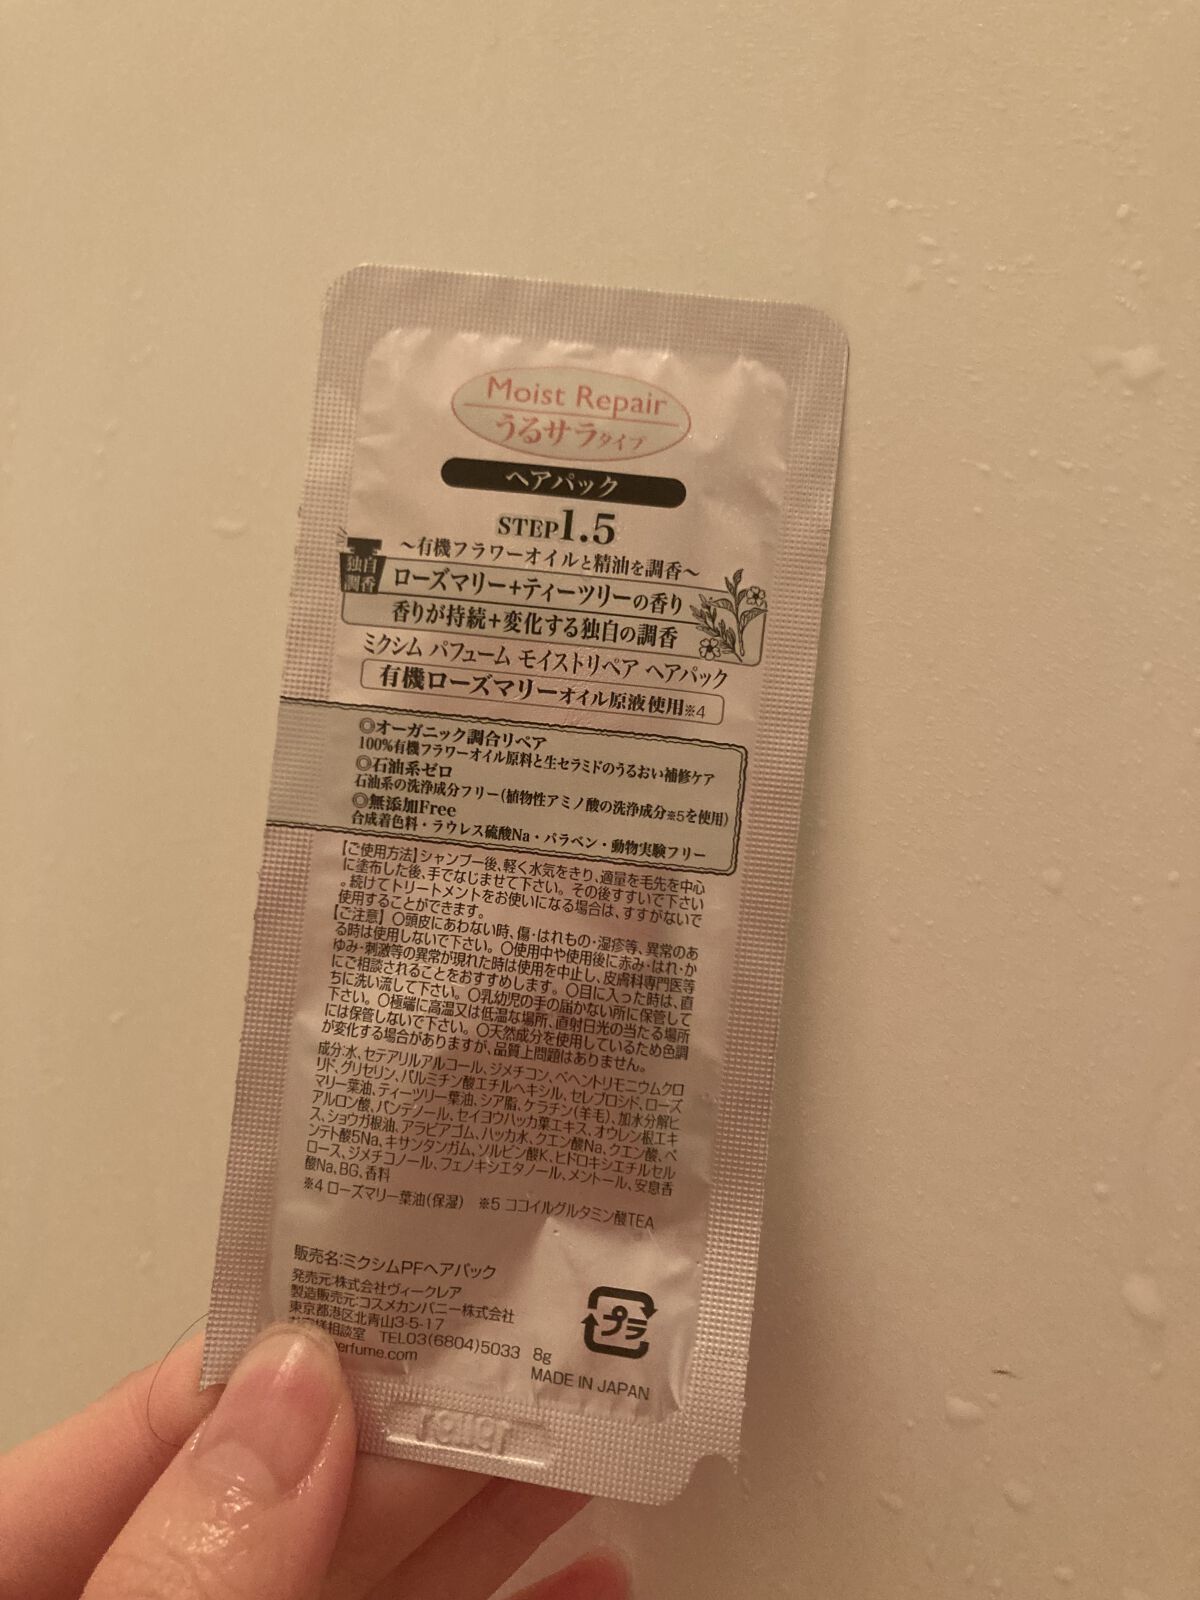 Moist Repair
うるサラタイプ
ヘアパック
STEP1.5
～有機フラワーオイルと精油を調香～
独自
調香
ローズマリー+ティーツリーの香り
香りが持続+変化する独自の調香
ミクシム パフューム モイストリペア ヘアパック
有機ローズマリーオイル原液使用※4
◎オーガニック調合リペア
100%有機フラワーオイル原料と生セラミドのうるおい補修ケア
◎石油系ゼロ
石油系の洗浄成分フリー(植物性アミノ酸の洗浄成分※5を使用)
◎無添加Free
合成着色料・ラウレス硫酸Na・パラベン・動物実験フリー
【ご使用方法】シャンプー後、軽く水気をきり、適量を毛先を中心
に塗布した後、手でなじませて下さい。その後すすいで下さい
。続けてトリートメントをお使いになる場合は、すすがないで
使用することができます。
【ご注意】〇頭皮にあわない時、傷・はれもの・湿疹等、異常のあ
る時は使用しないで下さい。〇使用中や使用後に赤み・はれ・か
ゆみ・刺激等の異常が現れた時は使用を中止し、皮膚科専門医等
にご相談されることをおすすめします。〇目に入った時は、直
ちに洗い流して下さい。〇乳幼児の手の届かない所に保管して
下さい。〇極端に高温又は低温な場所、直射日光の当たる場所
には保管しないで下さい。〇天然成分を使用しているため色調
が変化する場合がありますが、品質上問題はありません。
成分:水、セテアリルアルコール、ジメチコン、ベヘントリモニウムクロ
リド、グリセリン、パルミチン酸エチルヘキシル、セレブロシド、ローズ
マリー葉油、ティーツリー葉油、シア脂、ケラチン(羊毛)、加水分解ヒ
アルロン酸、パンテノール、セイヨウハッカ葉エキス、オウレン根エキ
ス、ショウガ根油、アラビアゴム、ハッカ水、クエン酸Na、クエン酸、ペ
ンテト酸5Na、キサンタンガム、ソルビン酸K、ヒドロキシエチルセル
ロース、ジメチコノール、フェノキシエタノール、メントール、安息香
酸Na、BG、香料
※4 ローズマリー葉油(保湿) ※5 ココイルグルタミン酸TEA
販売名:ミクシムPFヘアパック
発売元:株式会社ヴィークレア
製造販売元:コスメカンパニー株式会社
東京都港区北青山3-5-17
お客様相談室 TEL03(6804)5033 8g
erfume.com
MADE IN JAPAN
プラ